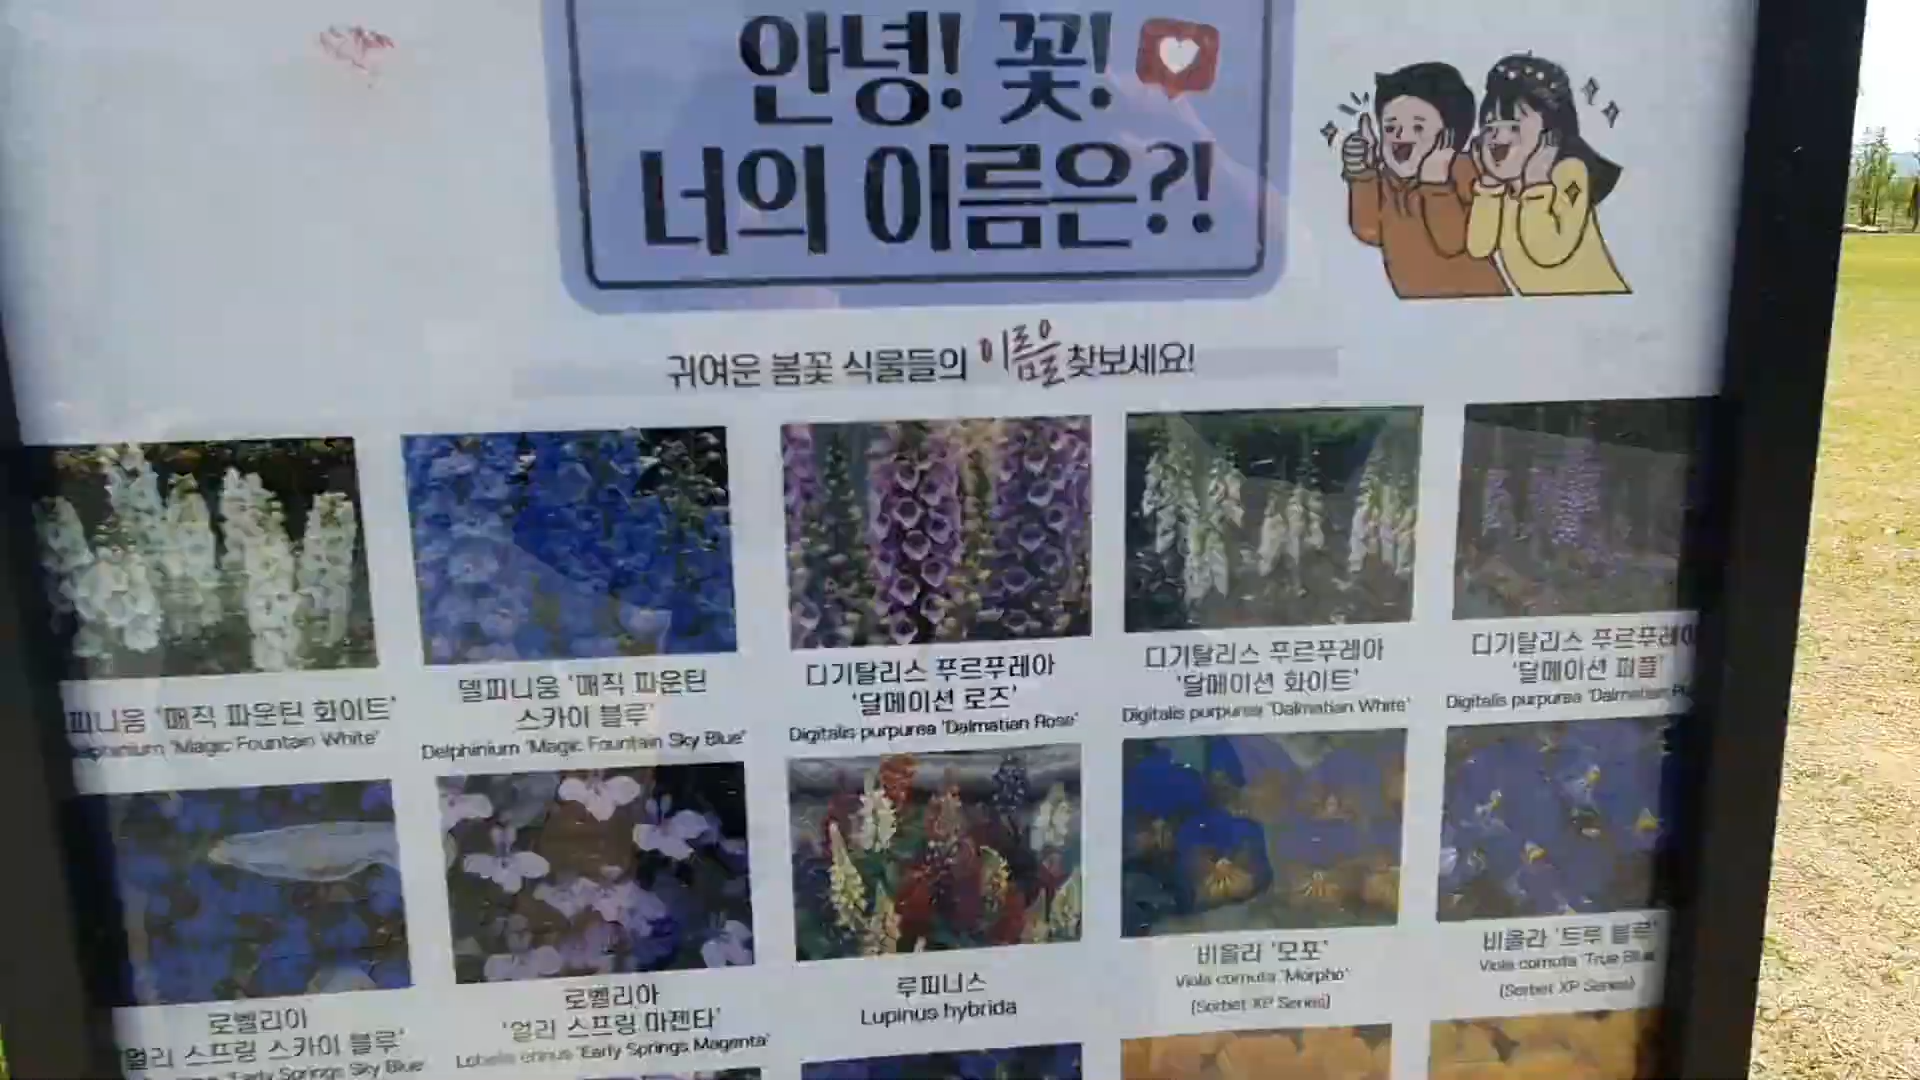 안녕! 꽃!
너의 이름은?!
귀여운 봄꽃 식물들의 이름을 찾보세요!
피니움 '매직 파운틴 화이트'
Delphinium 'Magic Fountain White'
델피니움 '매직 파운틴
스카이 블루'
Delphinium 'Magic Fountain Sky Blue'
디기탈리스 푸르푸레아
'달메이션 로즈'
Digitalis purpurea 'Dalmatian Rose'
디기탈리스 푸르푸레아
'달메이션 화이트'
Digitalis purpurea 'Dalmatian White'
디기탈리스 푸르푸레아
'달메이션 퍼플'
Digitalis purpurea 'Dalmatian
로벨리아
'얼리 스프링 스카이 블루'
'Early Springs Sky Blue
로벨리아
'얼리 스프링 마젠타'
Lobelia erinus 'Early Springs Magenta'
루피니스
Lupinus hybrida
비올라 '모포'
Viola cornuta 'Morpho'
(Sorbet XP Series)
비올라 '트루 블루'
Viola cornuta 'True Blue
(Sorbet XP Series)